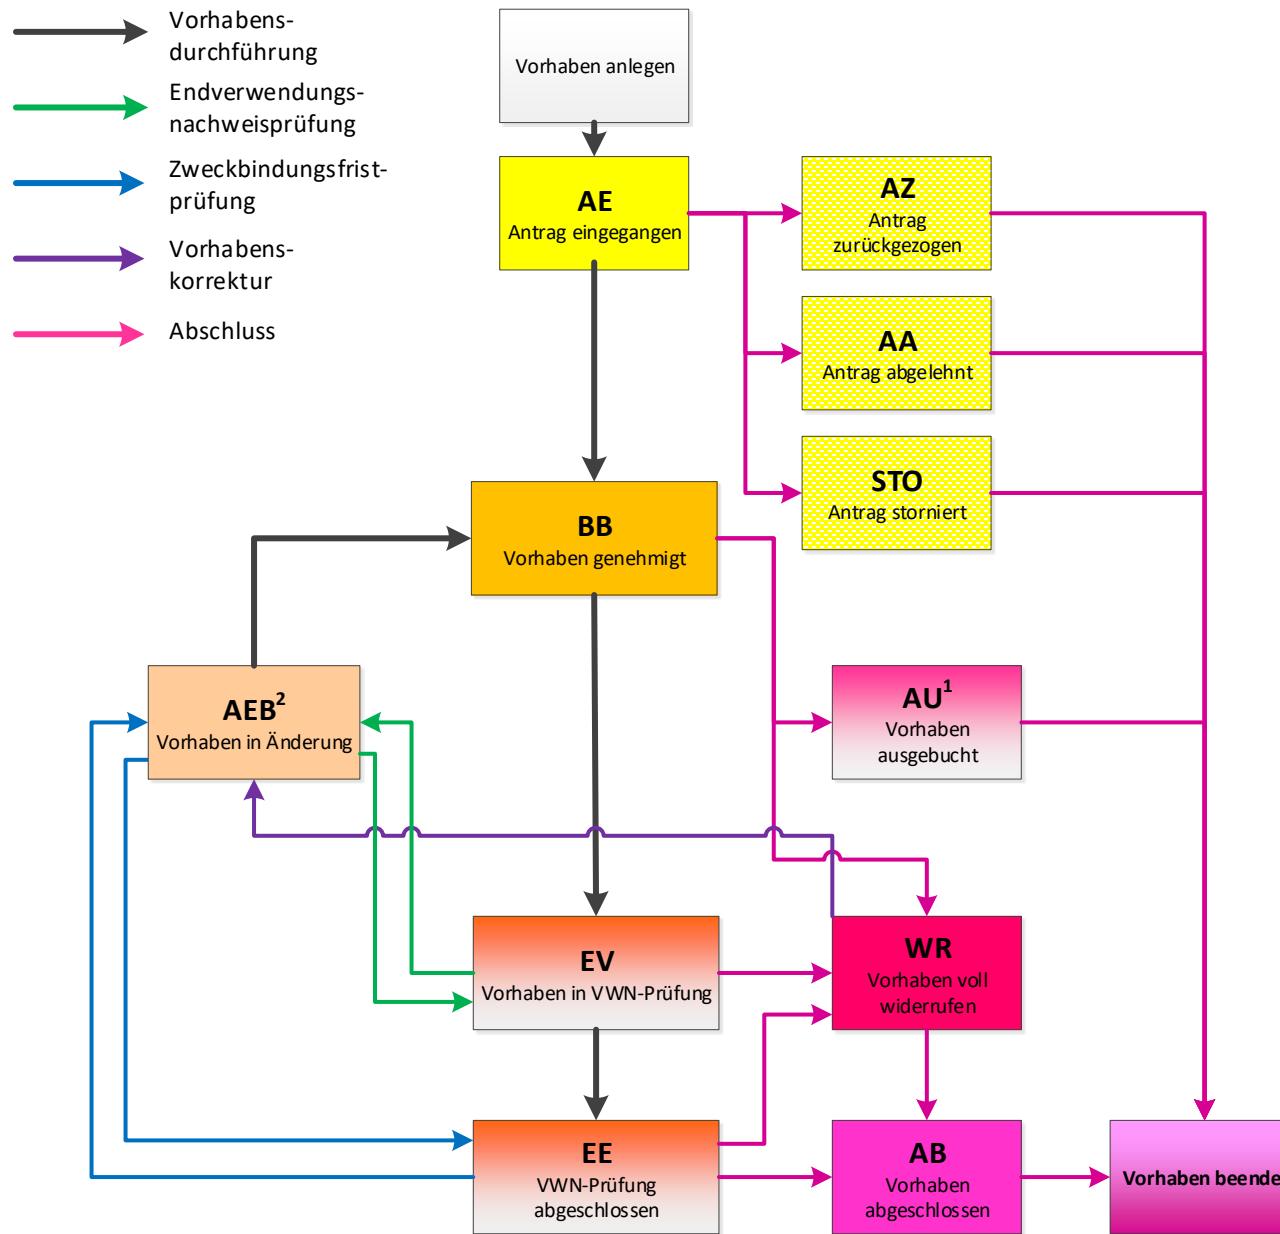 Vorhabens-
durchführung
Endverwendungs-
nachweisprüfung
Zweckbindungsfrist-
prüfung
Vorhabens-
korrektur
Abschluss
Vorhaben anlegen
AE
Antrag eingegangen
AZ
Antrag
zurückgezogen
AA
Antrag abgelehnt
STO
Antrag storniert
BB
Vorhaben genehmigt
AEB²
Vorhaben in Änderung
AU¹
Vorhaben
ausgebucht
EV
Vorhaben in VWN-Prüfung
WR
Vorhaben voll
widerrufen
EE
VWN-Prüfung
abgeschlossen
AB
Vorhaben
abgeschlossen
Vorhaben beende